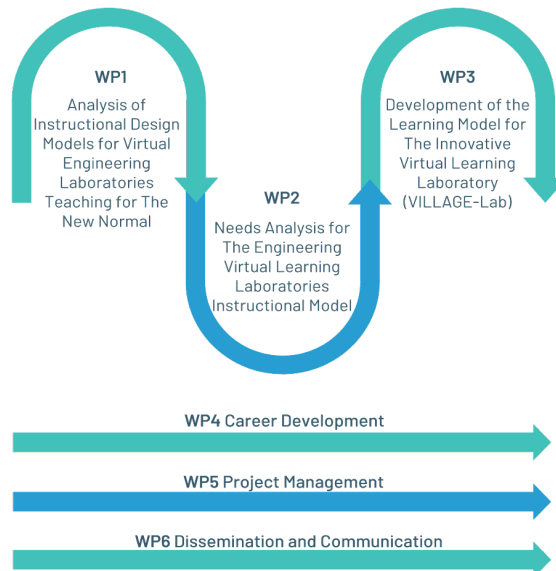 WP1
Analysis of
Instructional Design
Models for Virtual
Engineering
Laboratories
Teaching for The
New Normal
WP2
Needs Analysis for
The Engineering
Virtual Learning
Laboratories
Instructional Model
WP3
Development of the
Learning Model for
The Innovative
Virtual Learning
Laboratory
(VILLAGE-Lab)
WP4 Career Development
WP5 Project Management
WP6 Dissemination and Communication